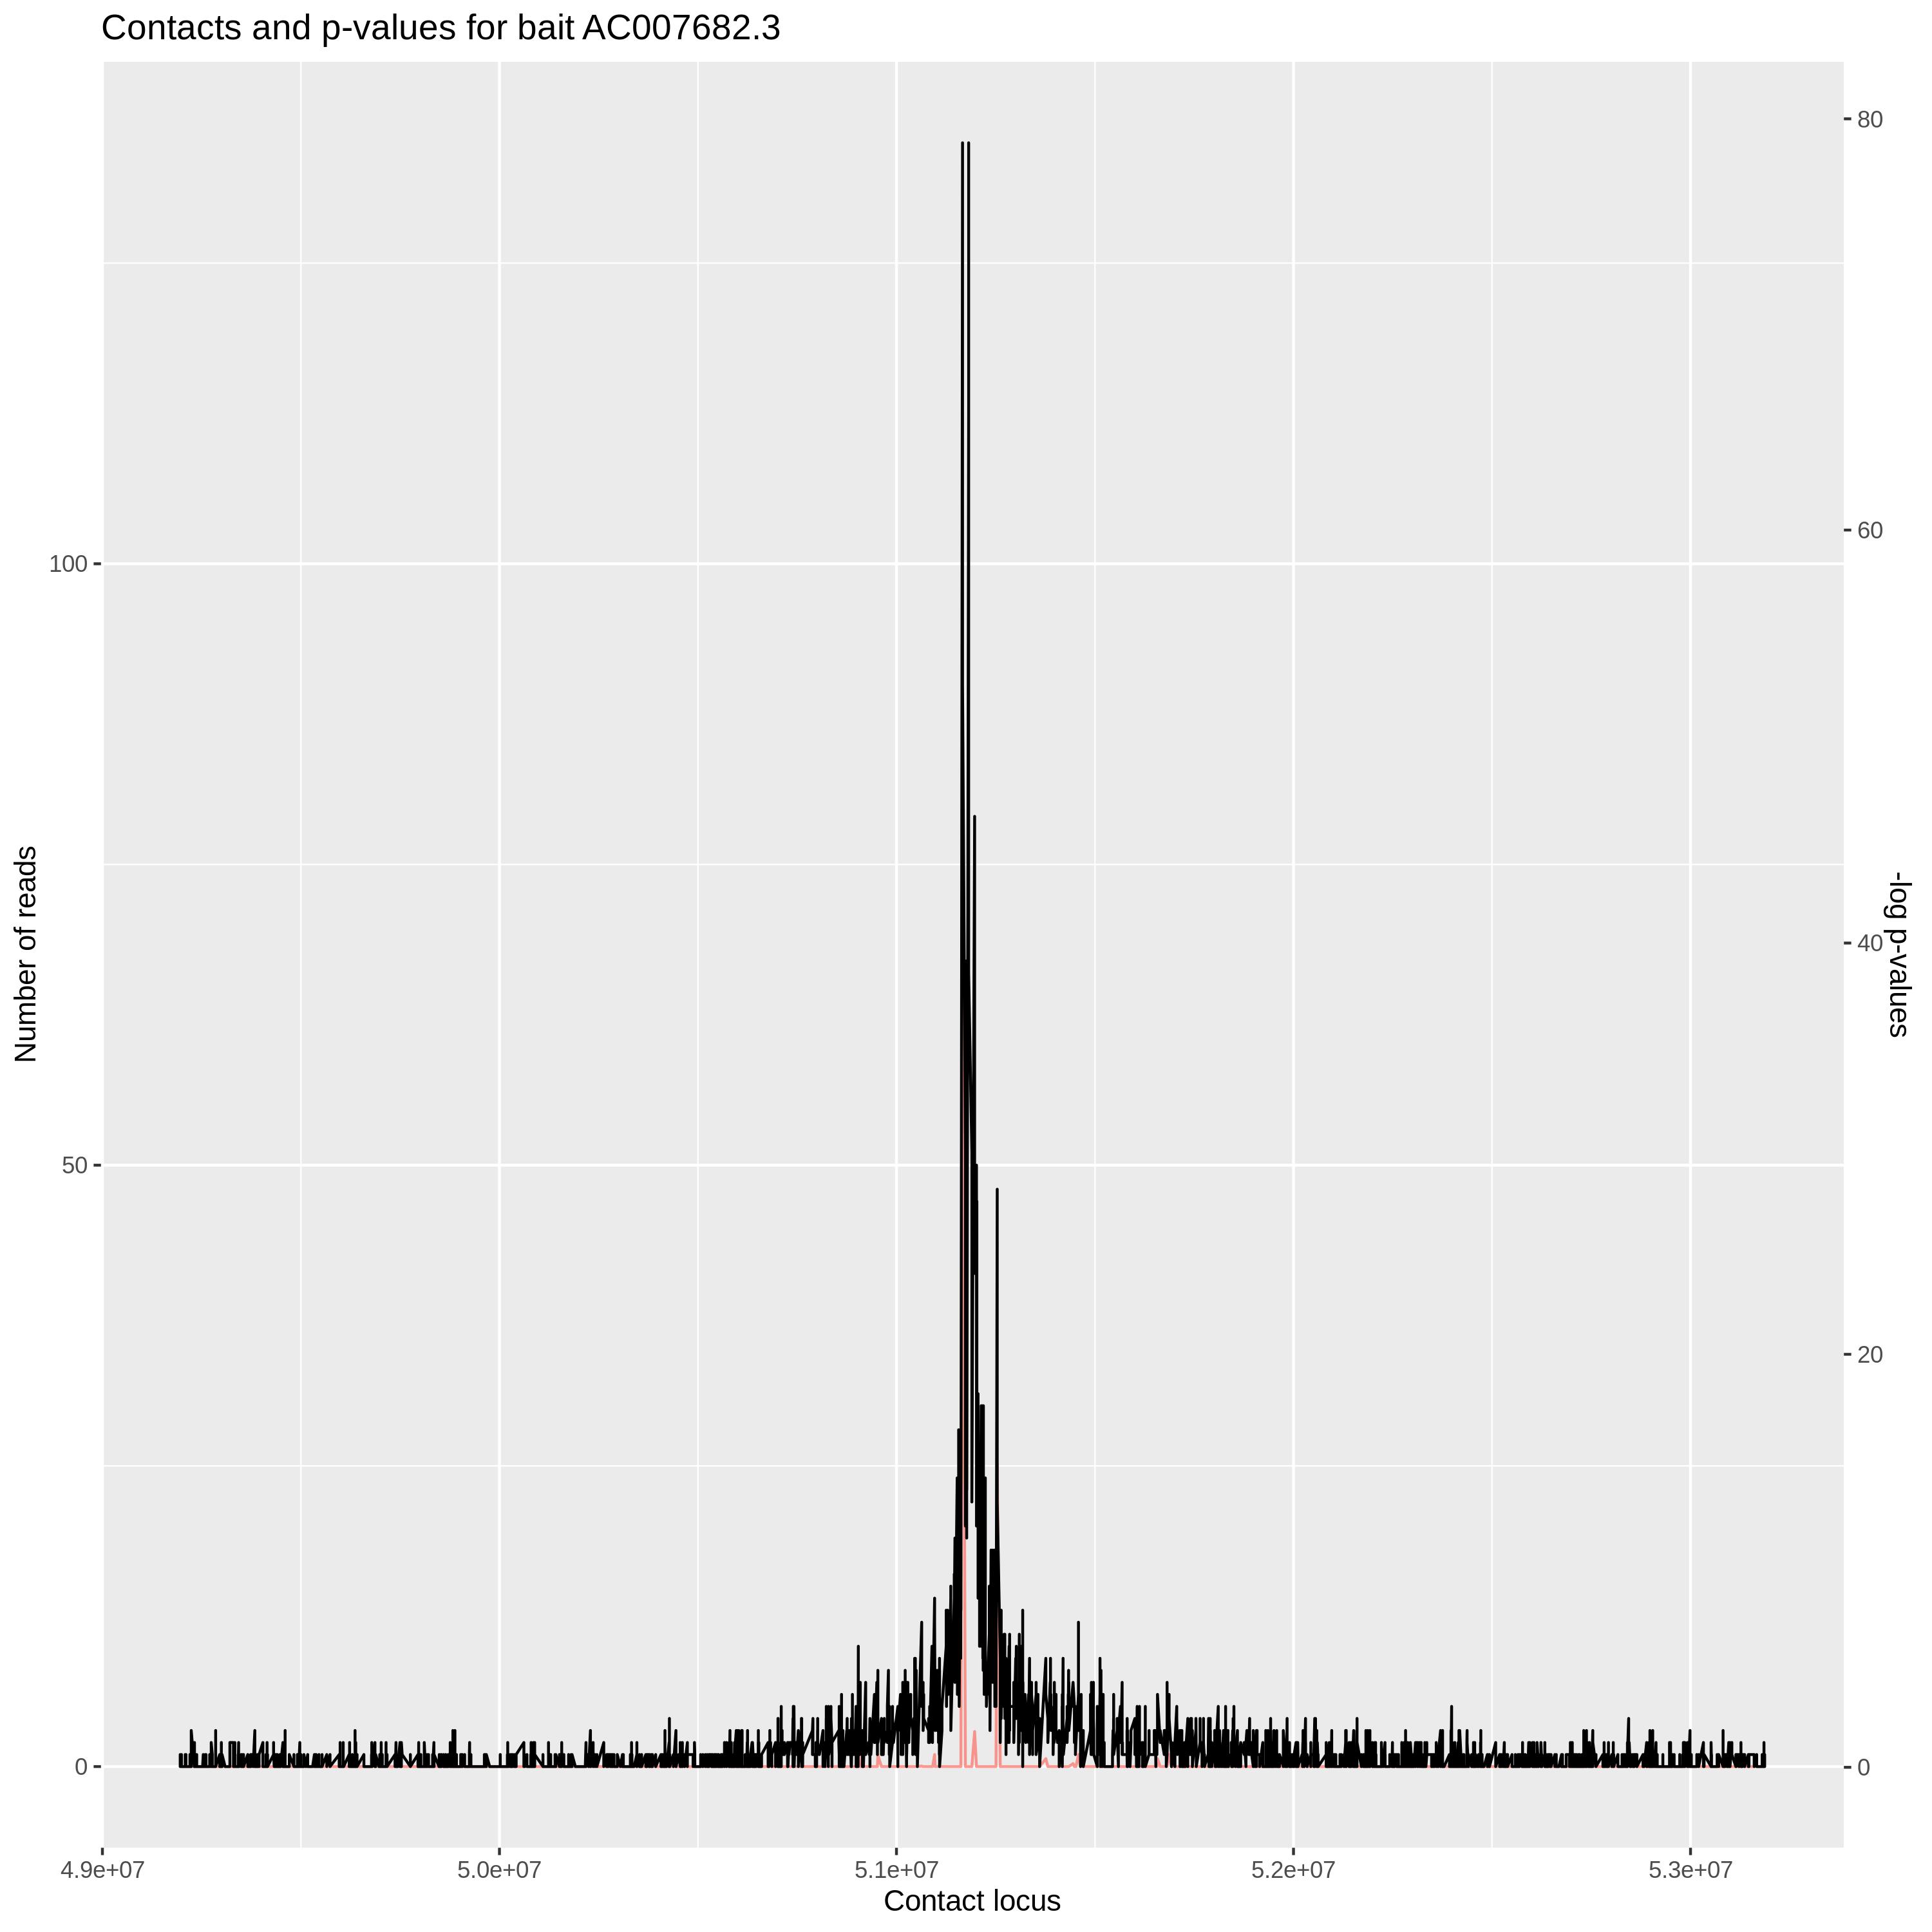 Contacts and p-values for bait AC007682.3
Number of reads
100
50
0
80
60
40
20
0
-log p-values
4.9e+07 5.0e+07 5.1e+07 5.2e+07 5.3e+07
Contact locus